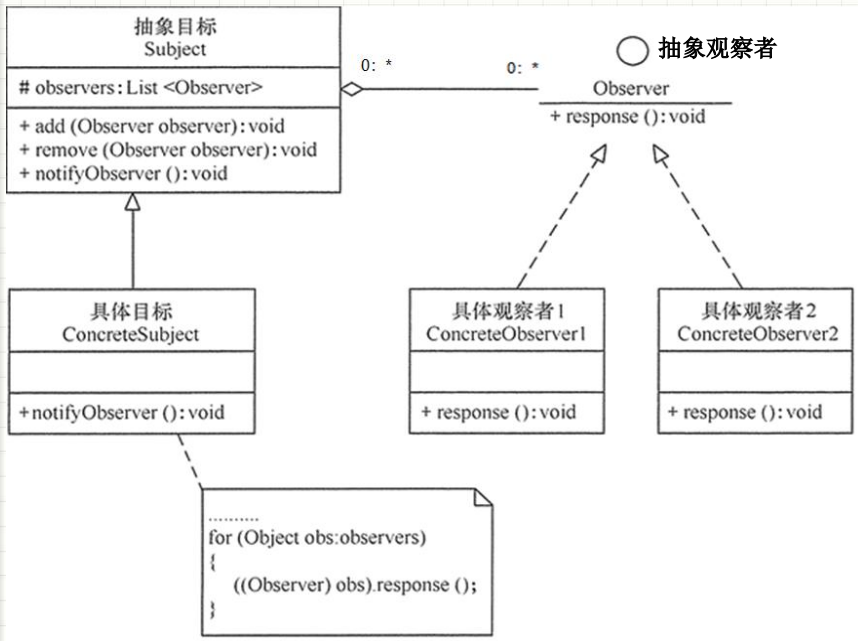 抽象目标
Subject
# observers:List <Observer>
+ add (Observer observer):void
+ remove (Observer observer):void
+ notifyObserver ():void
0: *
0: *
抽象观察者
Observer
+ response ():void
具体目标
ConcreteSubject
+notifyObserver ():void
具体观察者1
ConcreteObserver1
+ response ():void
具体观察者2
ConcreteObserver2
+ response ():void
..........
for (Object obs:observers)
{
((Observer) obs).response ();
}